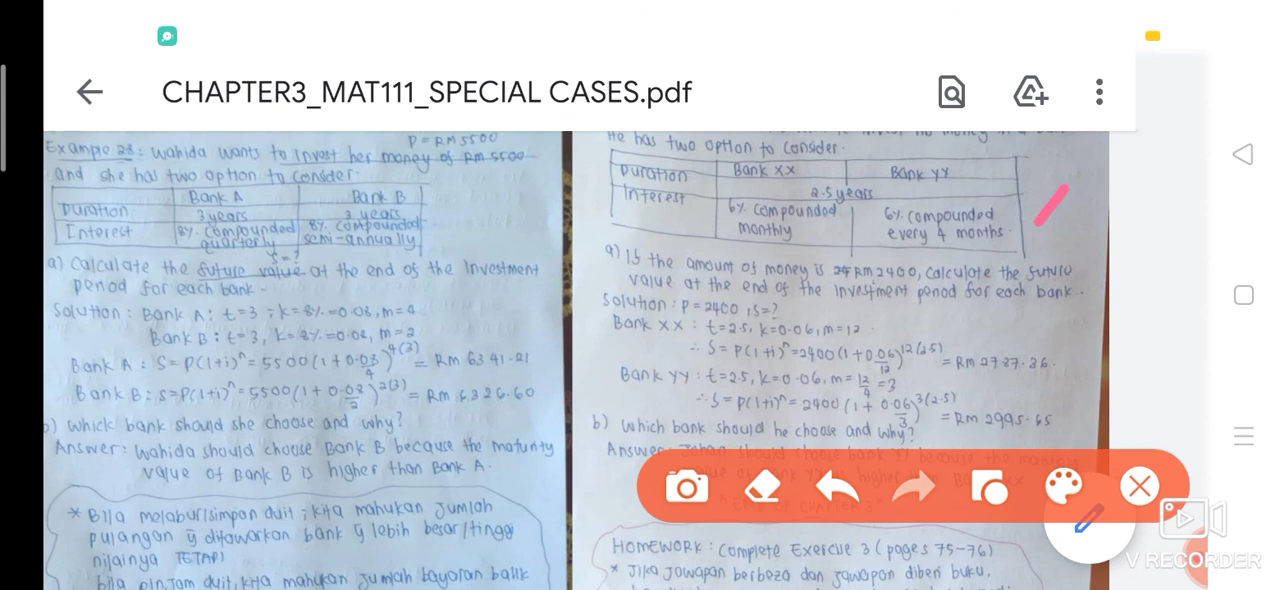 CHAPTER3_MAT111_SPECIAL CASES.pdf
P = RM 5500
Example 28: Wahida wants to invest her money of RM 5500
and she has two option to consider.
Bank A Bank B
Duration 3 years 3 years
Interest 8% compounded quarterly 8% compounded semi-annually
S = ?
a) Calculate the future value at the end of the investment
period for each bank.
Solution: Bank A: t=3, k=8%=0.08, m=4
Bank B: t=3, k=8%=0.08, m=2
Bank A: S=P(1+i)^n = 5500(1+0.08/4)^4(3) = RM 6341.21
Bank B: S=P(1+i)^n = 5500(1+0.08/2)^2(3) = RM 6326.60
b) Which bank should she choose and why?
Answer: Wahida should choose Bank B because the maturity
value of Bank B is higher than Bank A.
* Bila melabur/simpan duit, kita mahukan jumlah
pulangan yg ditawarkan bank yg lebih besar/tinggi
nilainya TETAPI
bila pinjam duit, kita mahukan jumlah bayaran balik
He has two option to consider.
Duration Bank XX Bank YY
2.5 years
Interest 6% compounded monthly 6% compounded every 4 months.
a) If the amount of money is RM 2400, calculate the future
value at the end of the investment period for each bank.
Solution: P=2400, S=?
Bank XX: t=2.5, k=0.06, m=12
∴ S=P(1+i)^n = 2400(1+0.06/12)^12(2.5) = RM 2787.36.
Bank YY: t=2.5, k=0.06, m=12/4=3
∴ S=P(1+i)^n = 2400(1+0.06/3)^3(2.5) = RM 2995.65
b) Which bank should he choose and why?
Answer: Johan should choose bank YY because the
HOMEWORK: Complete Exercise 3 (pages 75-76)
* Jika jawapan berbeza dan jawapan diberi buku,
V RECORDER